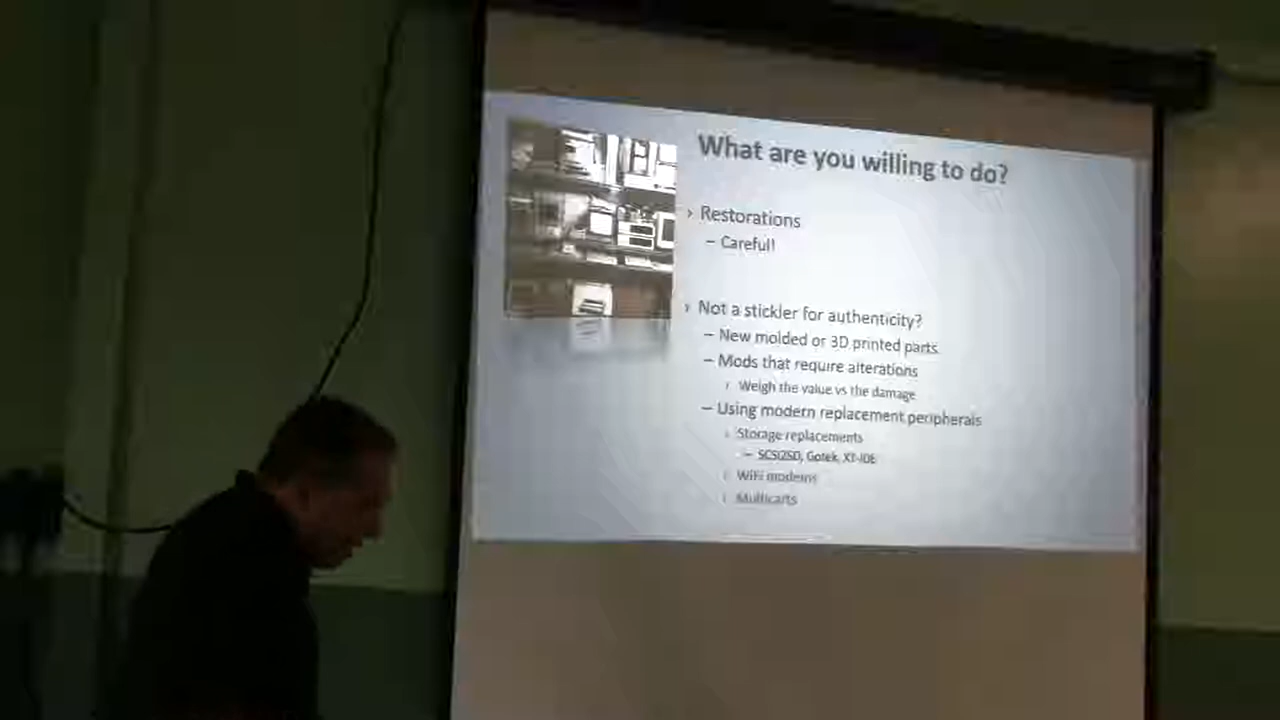 What are you willing to do?
› Restorations
– Careful!
› Not a stickler for authenticity?
– New molded or 3D printed parts.
– Mods that require alterations
› Weigh the value vs the damage
– Using modern replacement peripherals
› Storage replacements
– SCSI2SD, Gotek, XT-IDE
› WiFi modems
› Multicarts